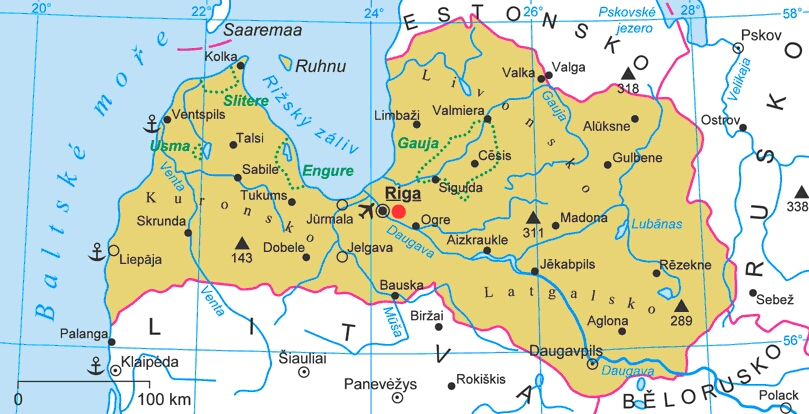 20°
22°
24°
26°
28°
58°
56°
ESTONSKO
Pskovské
jezero
Saaremaa
Ruhnu
Kolka
Baltské moře
Rižský záliv
Slitere
Ventspils
Usma
Talsi
Sabile
Engure
Venta
Tukums
Kuronsko
Skrunda
143
Dobele
Jūrmala
Jelgava
Liepāja
Livonsko
Limbaži
Valmiera
Valka
Valga
318
Gauja
Gauja
Cēsis
Sigulda
Riga
Ogre
Daugava
Aizkraukle
311
Madona
Alūksne
Gulbene
Lubānas
Pskov
Velikaja
Ostrov
RUSKO
338
Jēkabpils
Rēzekne
Latgalsko
289
Aglona
Sebež
Bauska
Mūša
Biržai
Venta
LITVA
Palanga
Klaipėda
Šiauliai
Panevėžys
Rokiškis
Daugavpils
Daugava
BĚLORUSKO
Polack
0
100 km